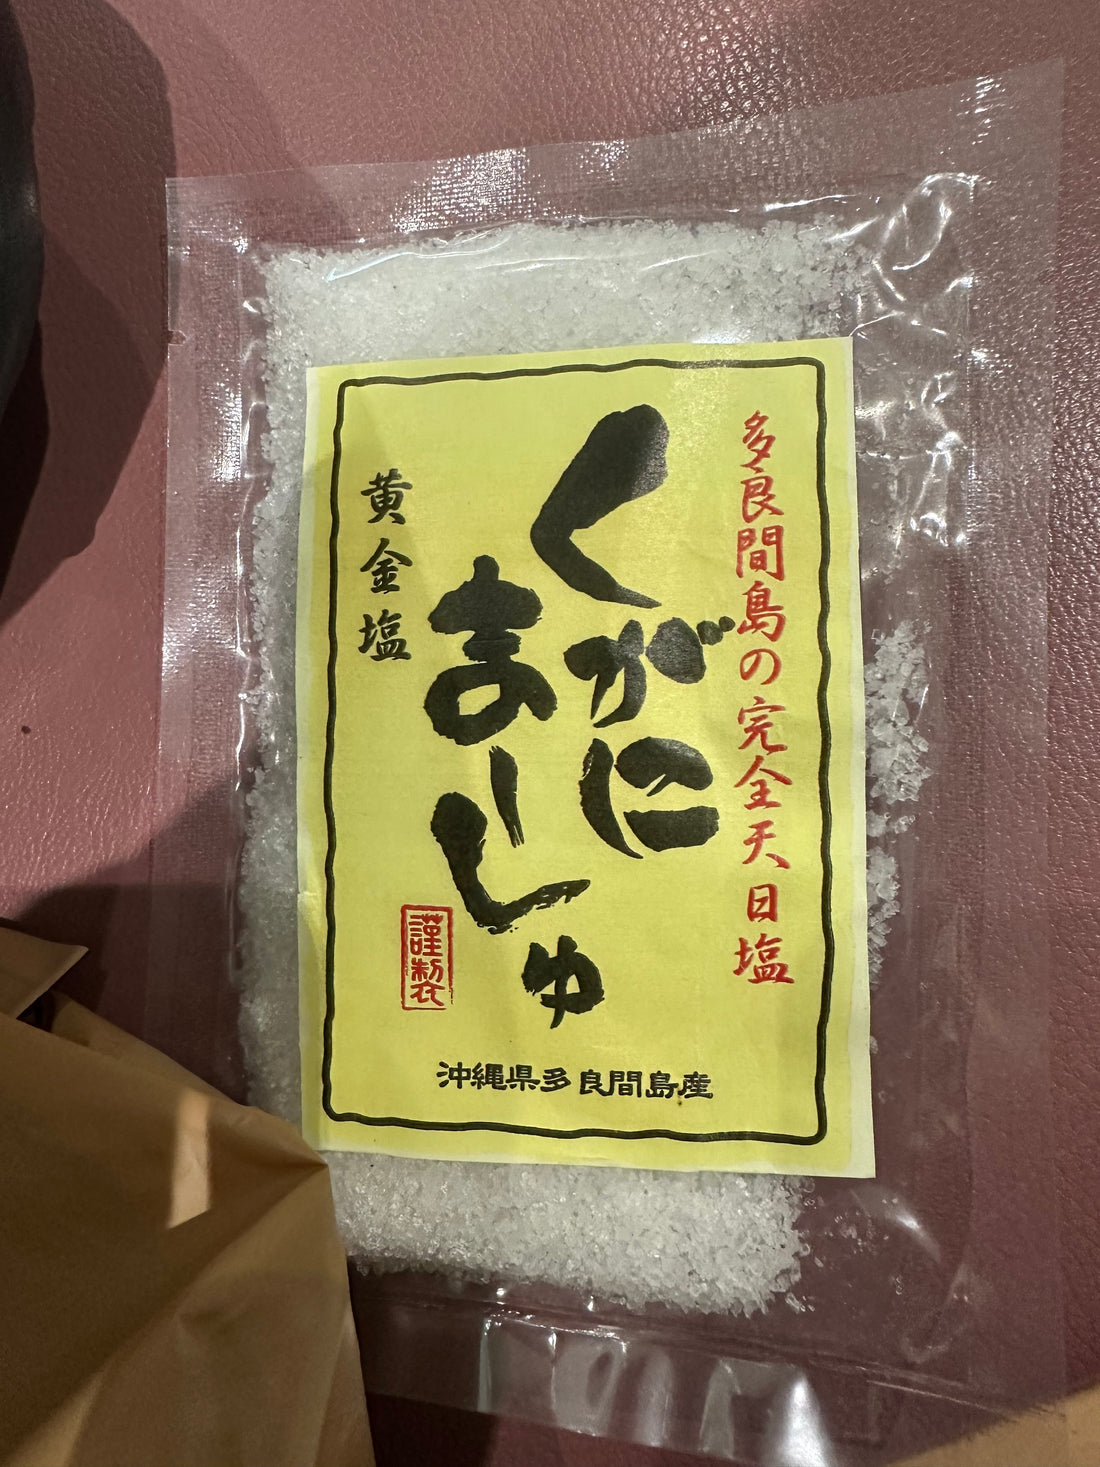 多良間島の完全天日塩
くがに
まーしゅ
黄金塩
謹製
沖縄県多良間島産